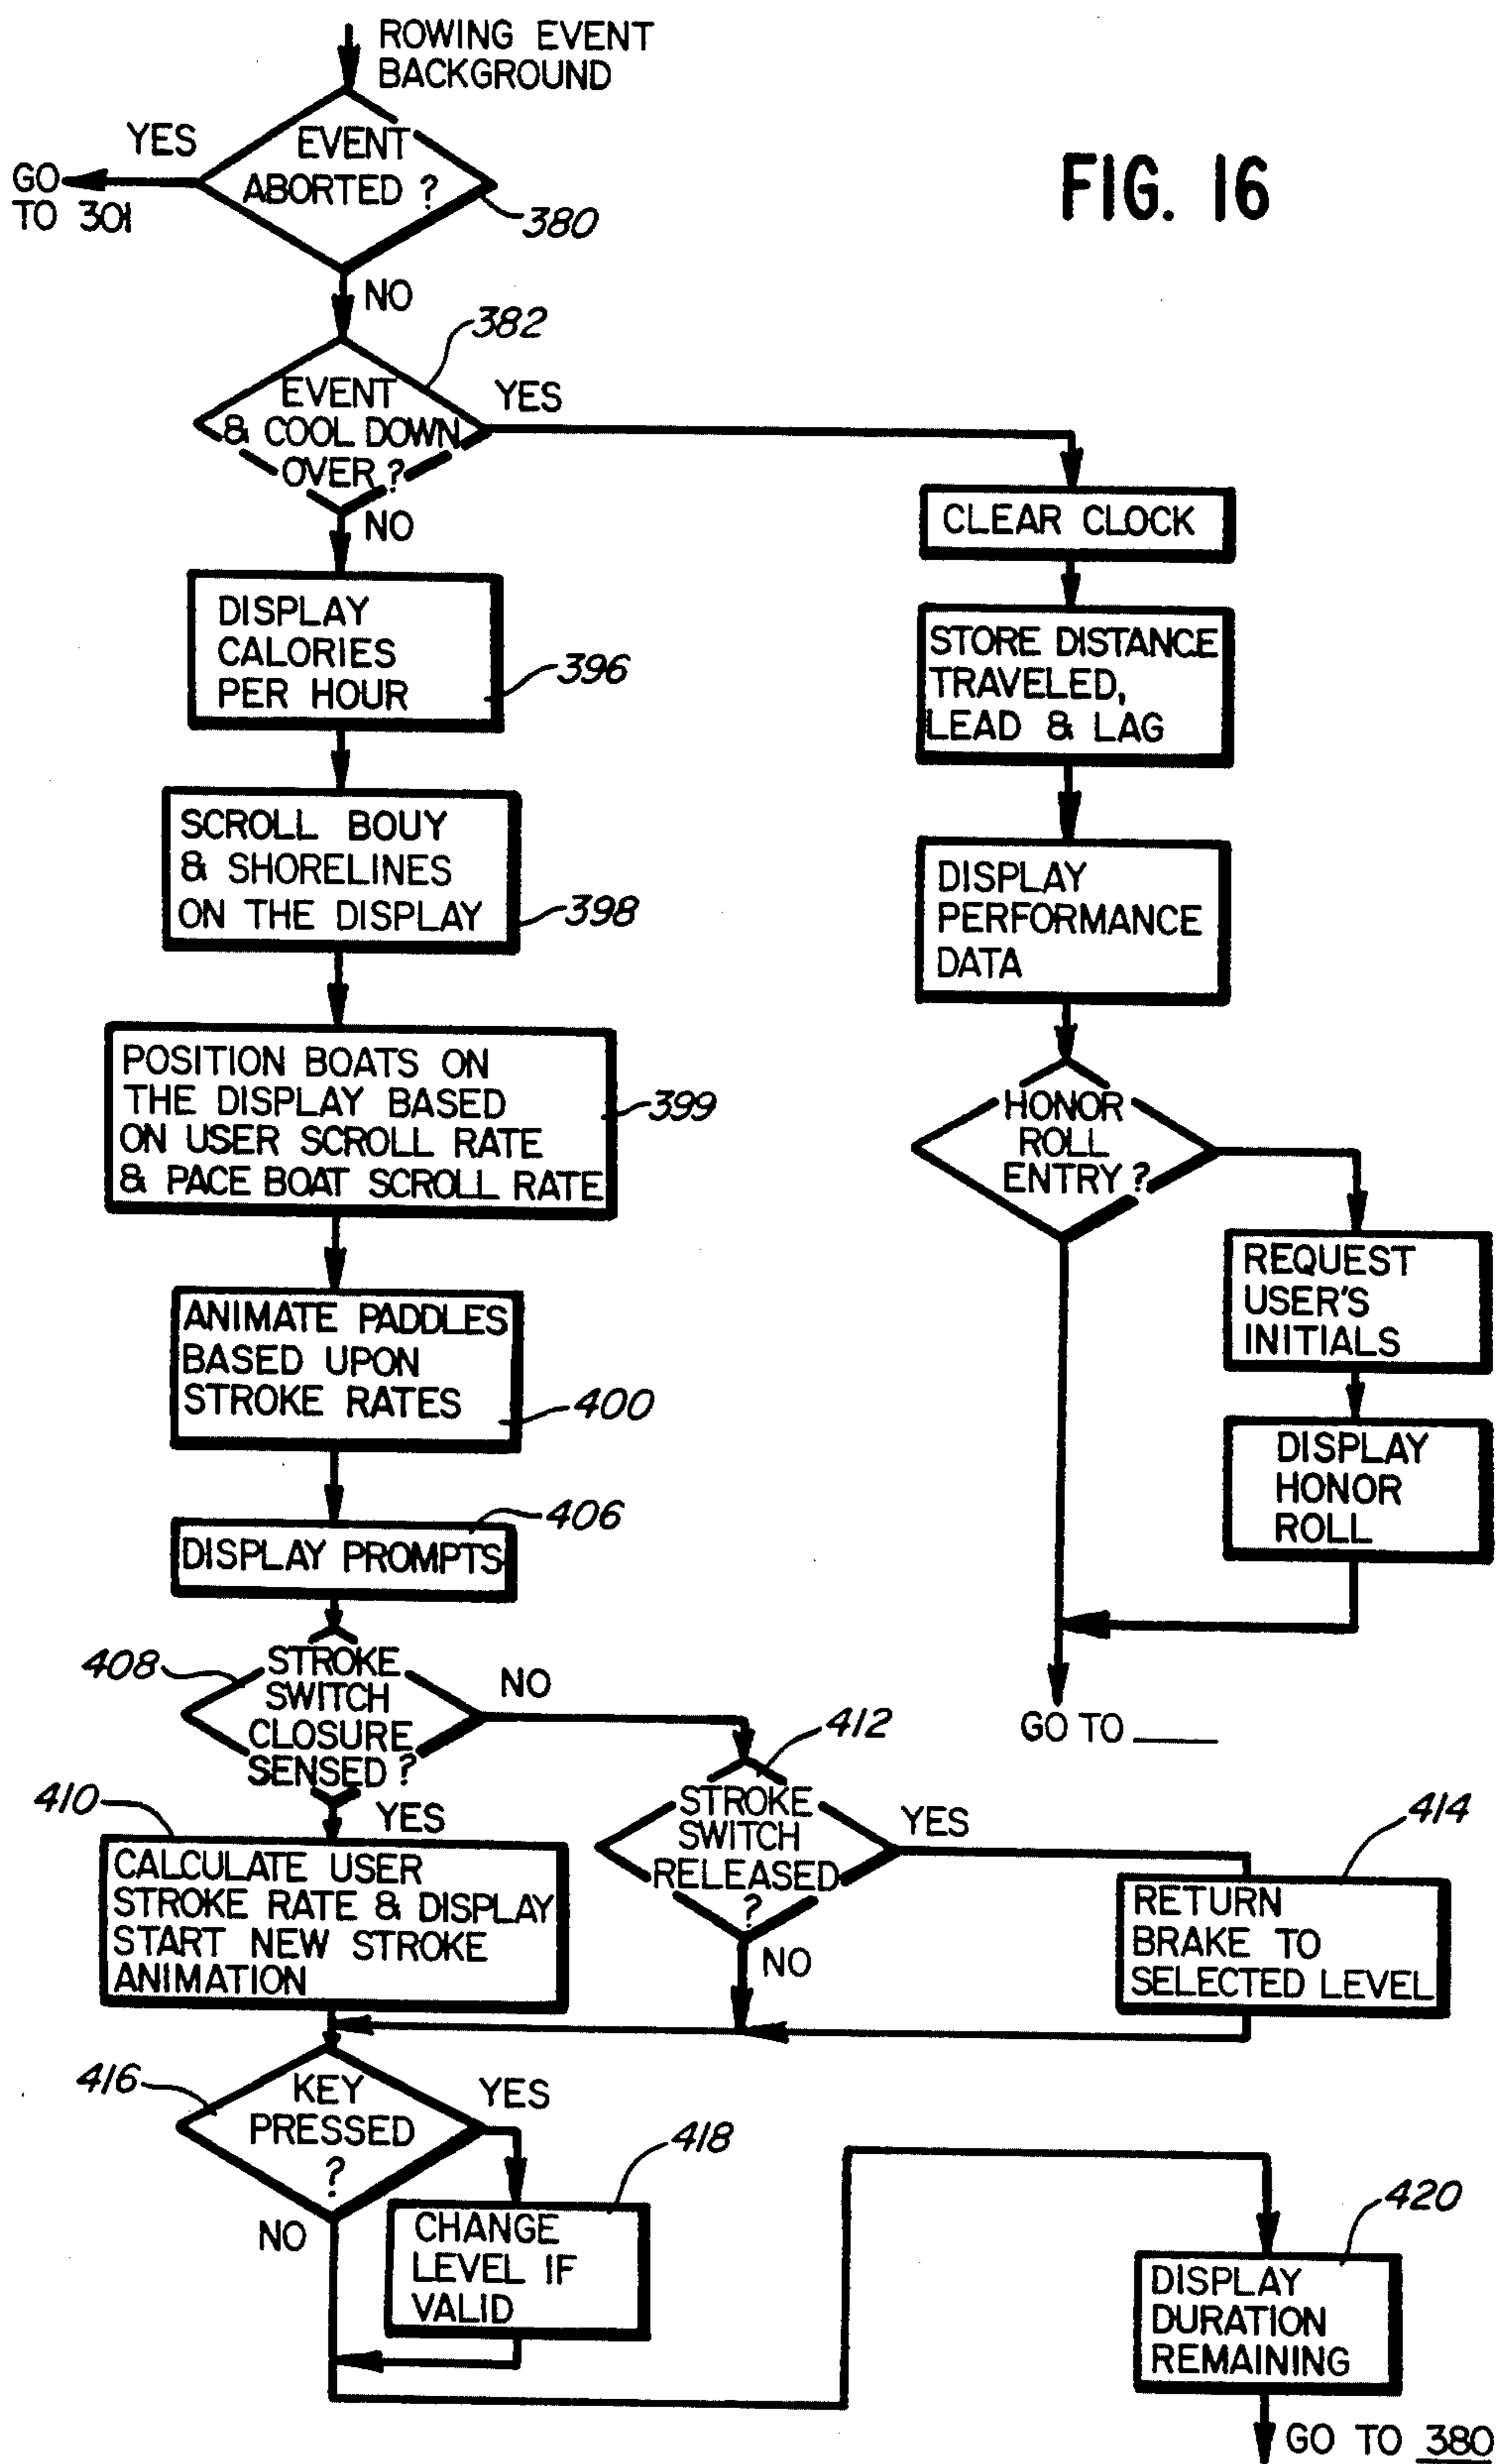 ROWING EVENT
BACKGROUND
YES
EVENT
ABORTED ?
GO
TO 301
380
FIG. 16
NO
382
EVENT
& COOL DOWN
OVER ?
YES
NO
CLEAR CLOCK
DISPLAY
CALORIES
PER HOUR
396
STORE DISTANCE
TRAVELED,
LEAD & LAG
SCROLL BOUY
& SHORELINES
ON THE DISPLAY
398
DISPLAY
PERFORMANCE
DATA
POSITION BOATS ON
THE DISPLAY BASED
ON USER SCROLL RATE
& PACE BOAT SCROLL RATE
399
HONOR
ROLL
ENTRY ?
REQUEST
USER'S
INITIALS
ANIMATE PADDLES
BASED UPON
STROKE RATES
400
DISPLAY
HONOR
ROLL
406
DISPLAY PROMPTS
408
STROKE
SWITCH
CLOSURE
SENSED ?
NO
GO TO ____
412
STROKE
SWITCH
RELEASED
?
YES
414
410
YES
CALCULATE USER
STROKE RATE & DISPLAY
START NEW STROKE
ANIMATION
RETURN
BRAKE TO
SELECTED LEVEL
NO
416
KEY
PRESSED
?
YES
418
NO
CHANGE
LEVEL IF
VALID
420
DISPLAY
DURATION
REMAINING
GO TO 380